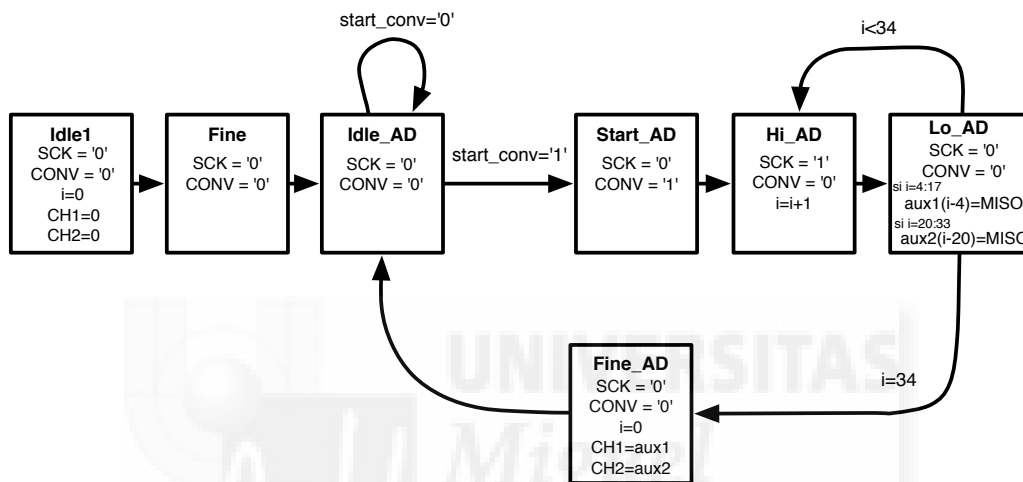 start_conv='0'
i<34
Idle1
SCK = '0'
CONV = '0'
i=0
CH1=0
CH2=0
Fine
SCK = '0'
CONV = '0'
Idle_AD
SCK = '0'
CONV = '0'
start_conv='1'
Start_AD
SCK = '0'
CONV = '1'
Hi_AD
SCK = '1'
CONV = '0'
i=i+1
Lo_AD
SCK = '0'
CONV = '0'
si i=4:17
aux1(i-4)=MISO
si i=20:33
aux2(i-20)=MISO
Fine_AD
SCK = '0'
CONV = '0'
i=0
CH1=aux1
CH2=aux2
i=34
UNIVERSITAS
Miguel